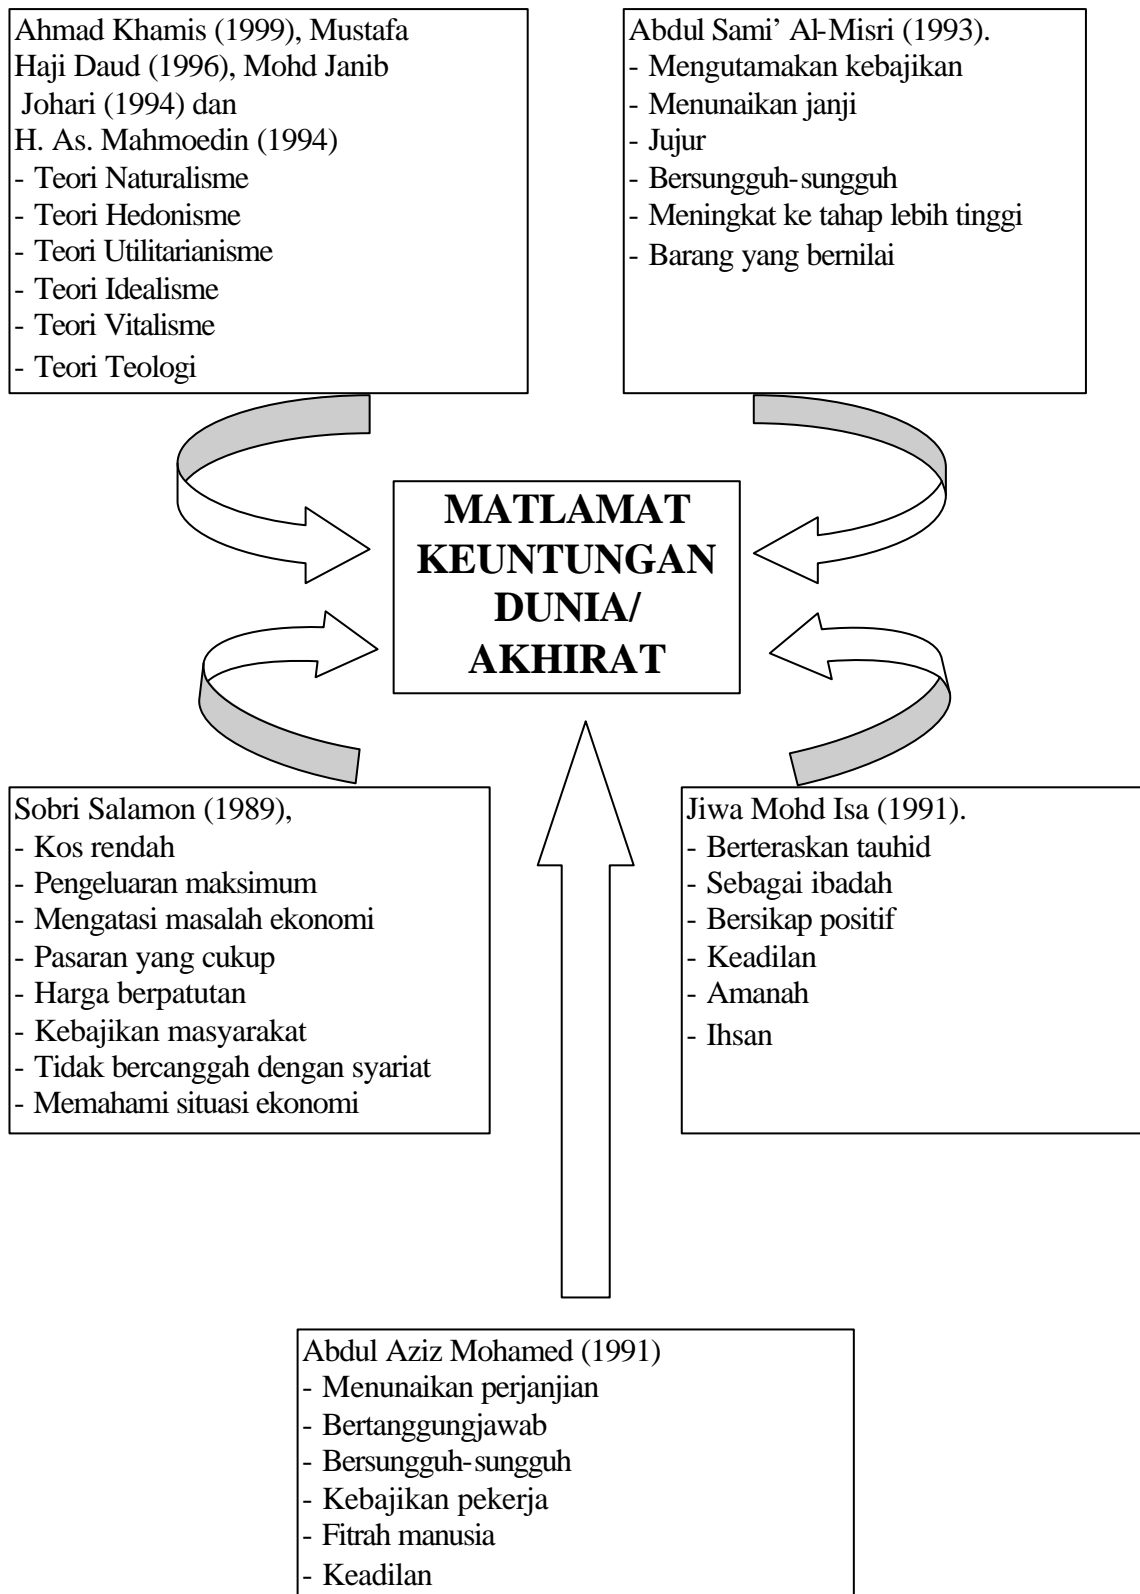 Ahmad Khamis (1999), Mustafa
Haji Daud (1996), Mohd Janib
Johari (1994) dan
H. As. Mahmoedin (1994)
- Teori Naturalisme
- Teori Hedonisme
- Teori Utilitarianisme
- Teori Idealisme
- Teori Vitalisme
- Teori Teologi
Abdul Sami’ Al-Misri (1993).
- Mengutamakan kebajikan
- Menunaikan janji
- Jujur
- Bersungguh-sungguh
- Meningkat ke tahap lebih tinggi
- Barang yang bernilai
MATLAMAT
KEUNTUNGAN
DUNIA/
AKHIRAT
Sobri Salamon (1989),
- Kos rendah
- Pengeluaran maksimum
- Mengatasi masalah ekonomi
- Pasaran yang cukup
- Harga berpatutan
- Kebajikan masyarakat
- Tidak bercanggah dengan syariat
- Memahami situasi ekonomi
Jiwa Mohd Isa (1991).
- Berteraskan tauhid
- Sebagai ibadah
- Bersikap positif
- Keadilan
- Amanah
- Ihsan
Abdul Aziz Mohamed (1991)
- Menunaikan perjanjian
- Bertanggungjawab
- Bersungguh-sungguh
- Kebajikan pekerja
- Fitrah manusia
- Keadilan